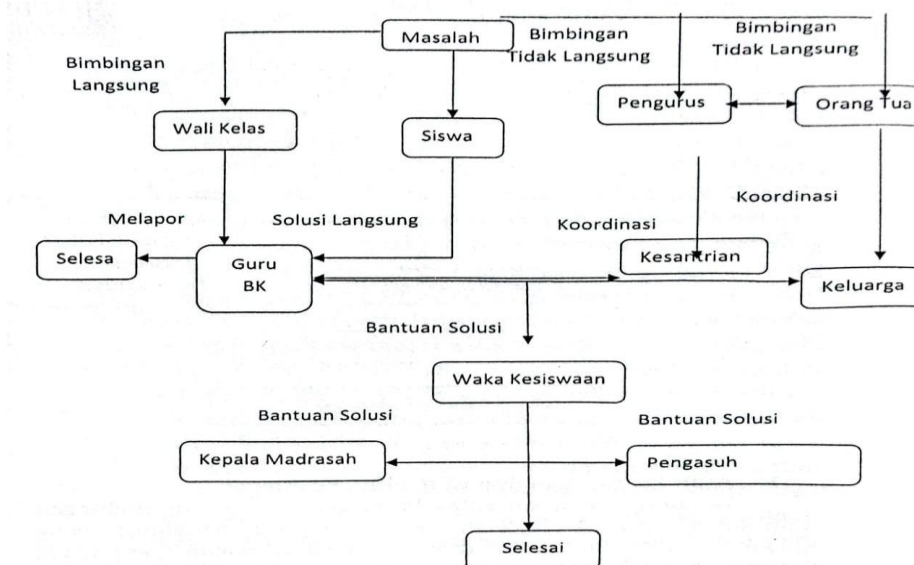 Masalah
Bimbingan
Tidak Langsung
Bimbingan
Tidak Langsung
Bimbingan
Langsung
Pengurus
Orang Tua
Wali Kelas
Siswa
Melapor
Solusi Langsung
Koordinasi
Koordinasi
Selesa
Guru
BK
Kesantrian
Keluarga
Bantuan Solusi
Waka Kesiswaan
Bantuan Solusi
Bantuan Solusi
Kepala Madrasah
Pengasuh
Selesai